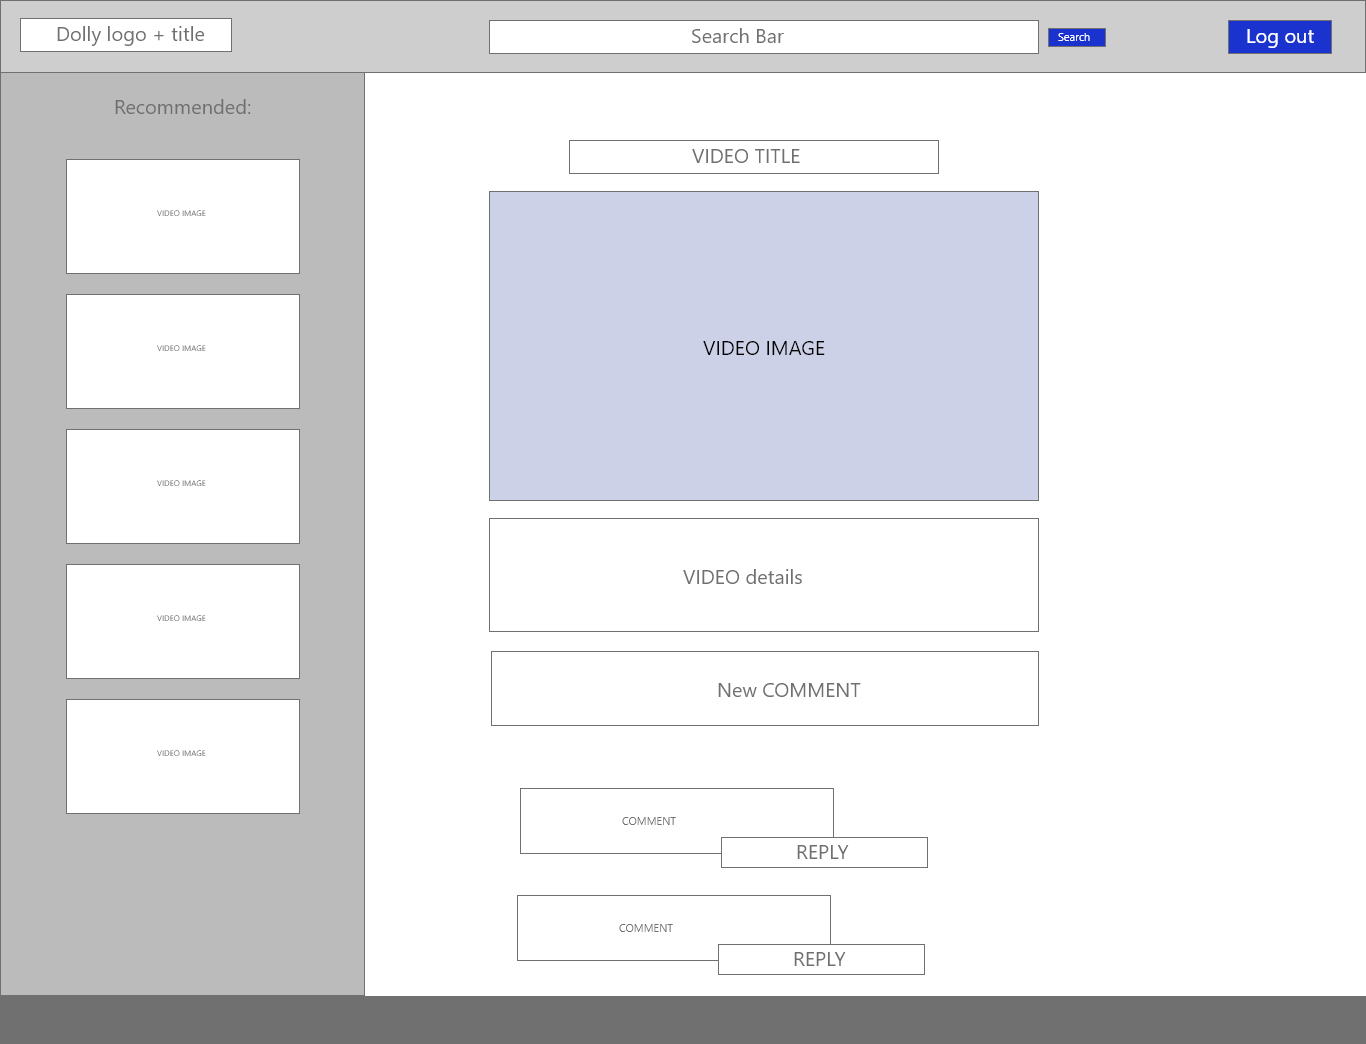 Dolly logo + title
Search Bar
Search
Log out
Recommended:
VIDEO IMAGE
VIDEO IMAGE
VIDEO IMAGE
VIDEO IMAGE
VIDEO IMAGE
VIDEO TITLE
VIDEO IMAGE
VIDEO details
New COMMENT
COMMENT
REPLY
COMMENT
REPLY